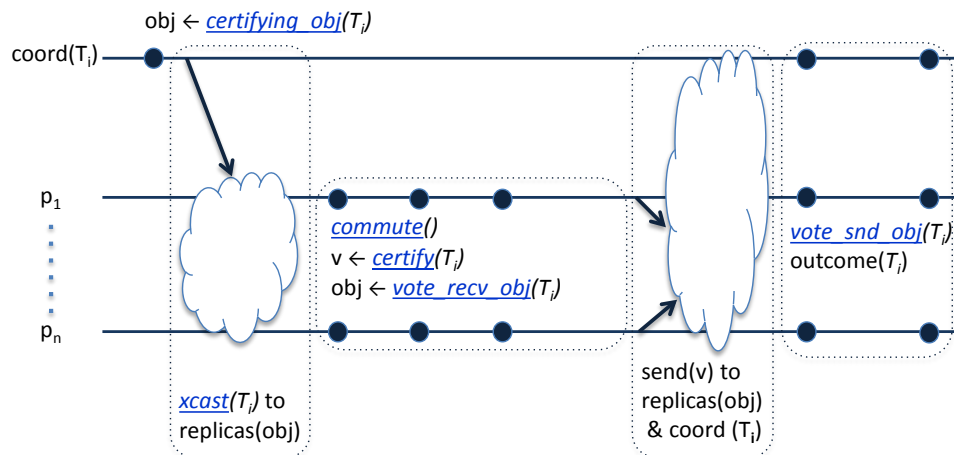 obj ← certifying_obj(Tᵢ)
coord(Tᵢ)
p₁
pₙ
commute()
v ← certify(Tᵢ)
obj ← vote_recv_obj(Tᵢ)
vote_snd_obj(Tᵢ)
outcome(Tᵢ)
xcast(Tᵢ) to
replicas(obj)
send(v) to
replicas(obj)
& coord (Tᵢ)